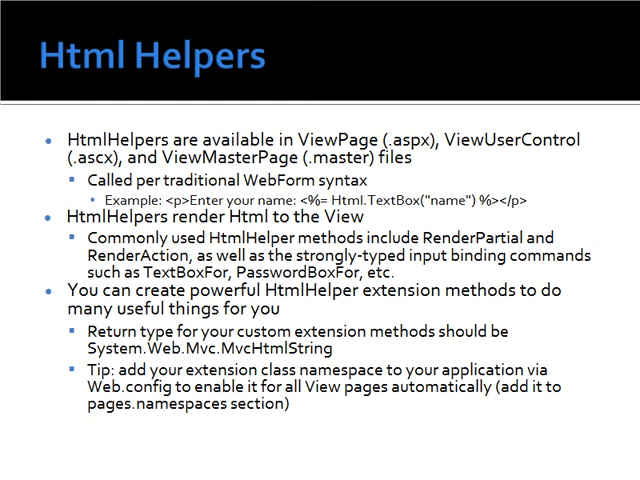 Html Helpers
• HtmlHelpers are available in ViewPage (.aspx), ViewUserControl
(.ascx), and ViewMasterPage (.master) files
▪ Called per traditional WebForm syntax
• Example: <p>Enter your name: <%= Html.TextBox("name") %></p>
• HtmlHelpers render Html to the View
▪ Commonly used HtmlHelper methods include RenderPartial and
RenderAction, as well as the strongly-typed input binding commands
such as TextBoxFor, PasswordBoxFor, etc.
• You can create powerful HtmlHelper extension methods to do
many useful things for you
▪ Return type for your custom extension methods should be
System.Web.Mvc.MvcHtmlString
▪ Tip: add your extension class namespace to your application via
Web.config to enable it for all View pages automatically (add it to
pages.namespaces section)